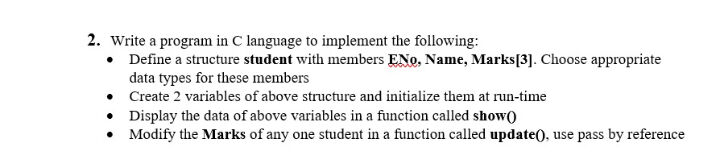 2. Write a program in C language to implement the following:
• Define a structure student with members ENo, Name, Marks[3]. Choose appropriate
data types for these members
• Create 2 variables of above structure and initialize them at run-time
• Display the data of above variables in a function called show()
• Modify the Marks of any one student in a function called update(), use pass by reference